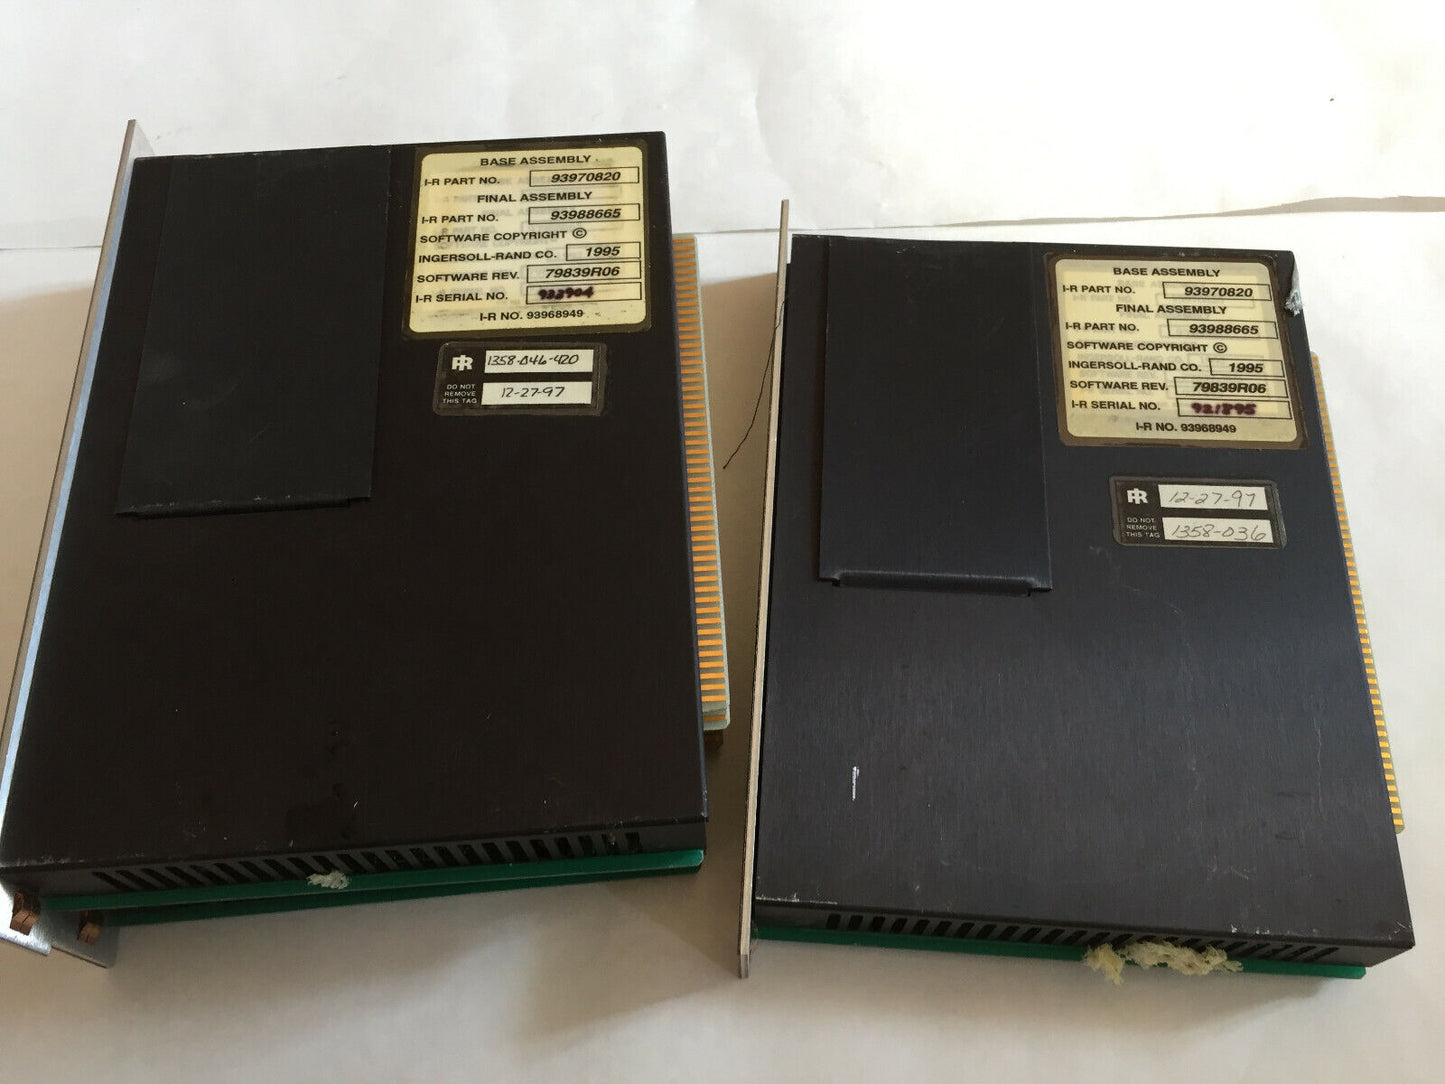 BASE ASSEMBLY
I-R PART NO. 93970820
FINAL ASSEMBLY
I-R PART NO. 93988665
SOFTWARE COPYRIGHT ©
INGERSOLL-RAND CO. 1995
SOFTWARE REV. 79839R06
I-R SERIAL NO. 933904
I-R NO. 93968949
IR 1358-046-420
DO NOT
REMOVE
THIS TAG
12-27-97
BASE ASSEMBLY
I-R PART NO. 93970820
FINAL ASSEMBLY
I-R PART NO. 93988665
SOFTWARE COPYRIGHT ©
INGERSOLL-RAND CO. 1995
SOFTWARE REV. 79839R06
I-R SERIAL NO. 921895
I-R NO. 93968949
IR 12-27-97
DO NOT
REMOVE
THIS TAG
1358-036